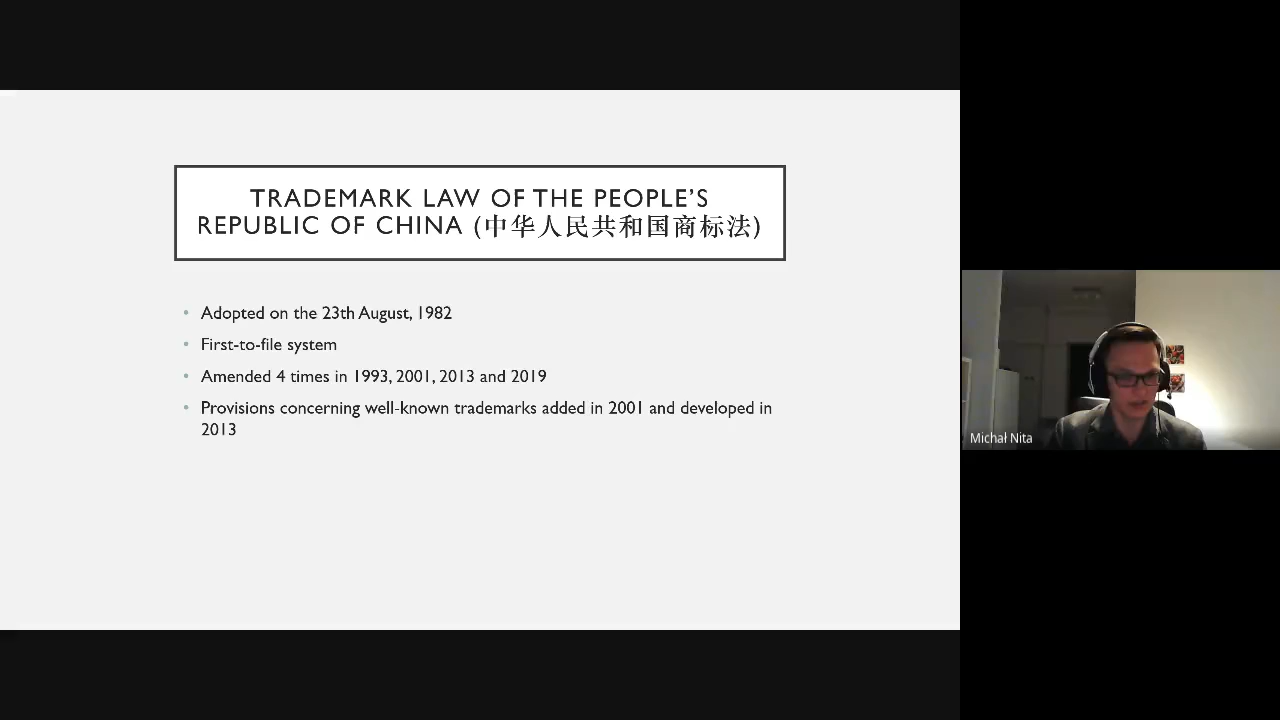 TRADEMARK LAW OF THE PEOPLE'S
REPUBLIC OF CHINA (中华人民共和国商标法)
• Adopted on the 23th August, 1982
• First-to-file system
• Amended 4 times in 1993, 2001, 2013 and 2019
• Provisions concerning well-known trademarks added in 2001 and developed in
2013
Michał Nita